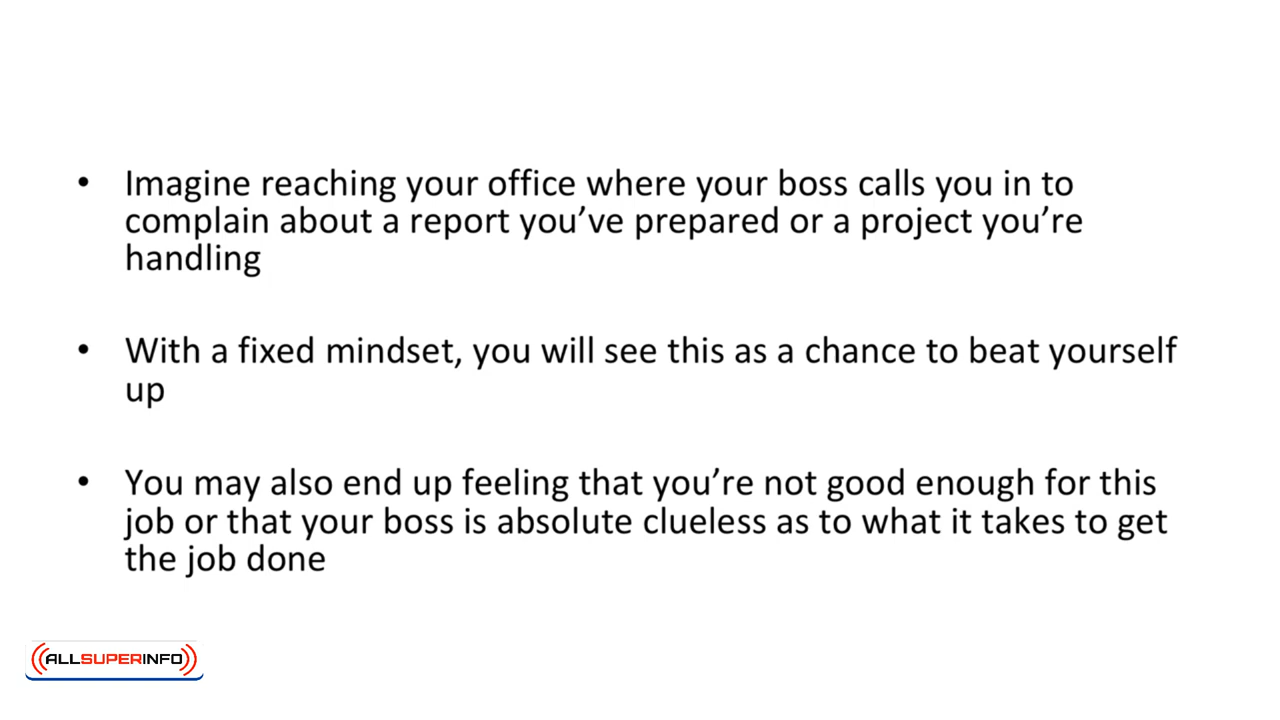 • Imagine reaching your office where your boss calls you in to
complain about a report you’ve prepared or a project you’re
handling
• With a fixed mindset, you will see this as a chance to beat yourself
up
• You may also end up feeling that you’re not good enough for this
job or that your boss is absolute clueless as to what it takes to get
the job done
ALLSUPERINFO